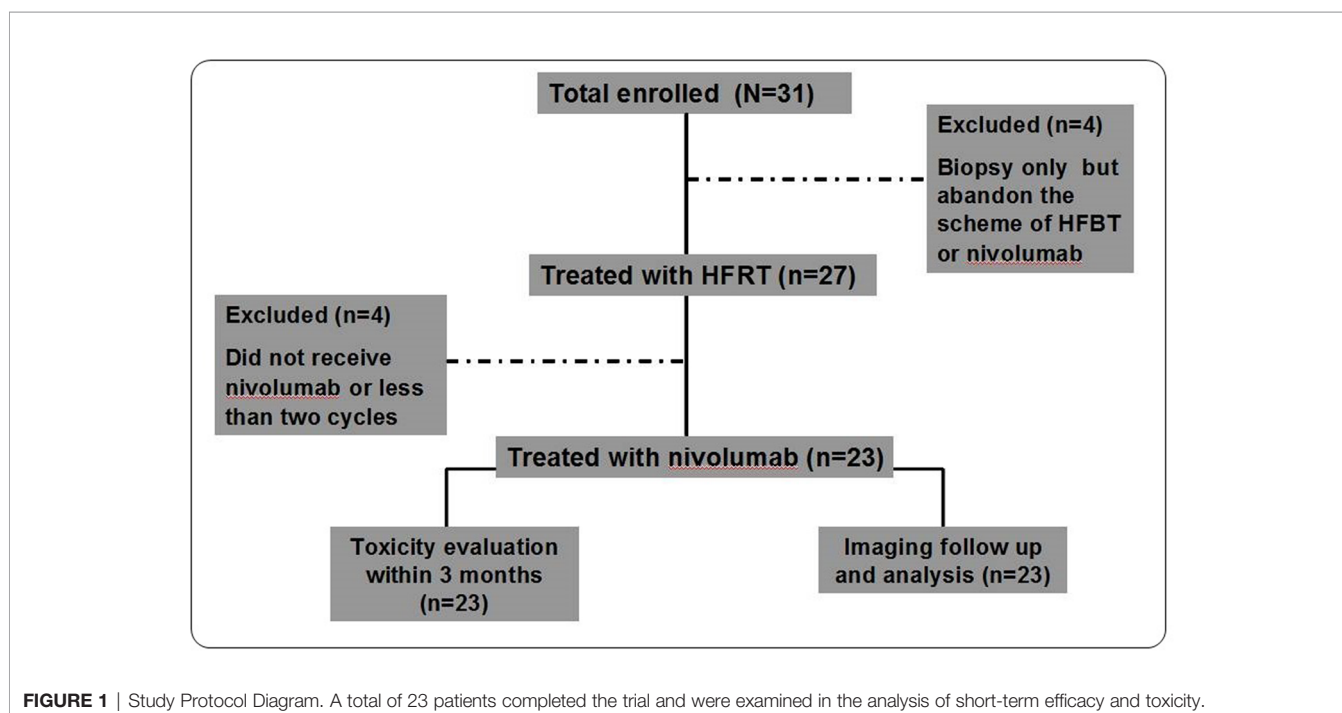 Total enrolled (N=31)
Excluded (n=4)
Biopsy only but
abandon the
scheme of HFBT
or nivolumab
Treated with HFRT (n=27)
Excluded (n=4)
Did not receive
nivolumab or less
than two cycles
Treated with nivolumab (n=23)
Toxicity evaluation
within 3 months
(n=23)
Imaging follow up
and analysis (n=23)
FIGURE 1 | Study Protocol Diagram. A total of 23 patients completed the trial and were examined in the analysis of short-term efficacy and toxicity.